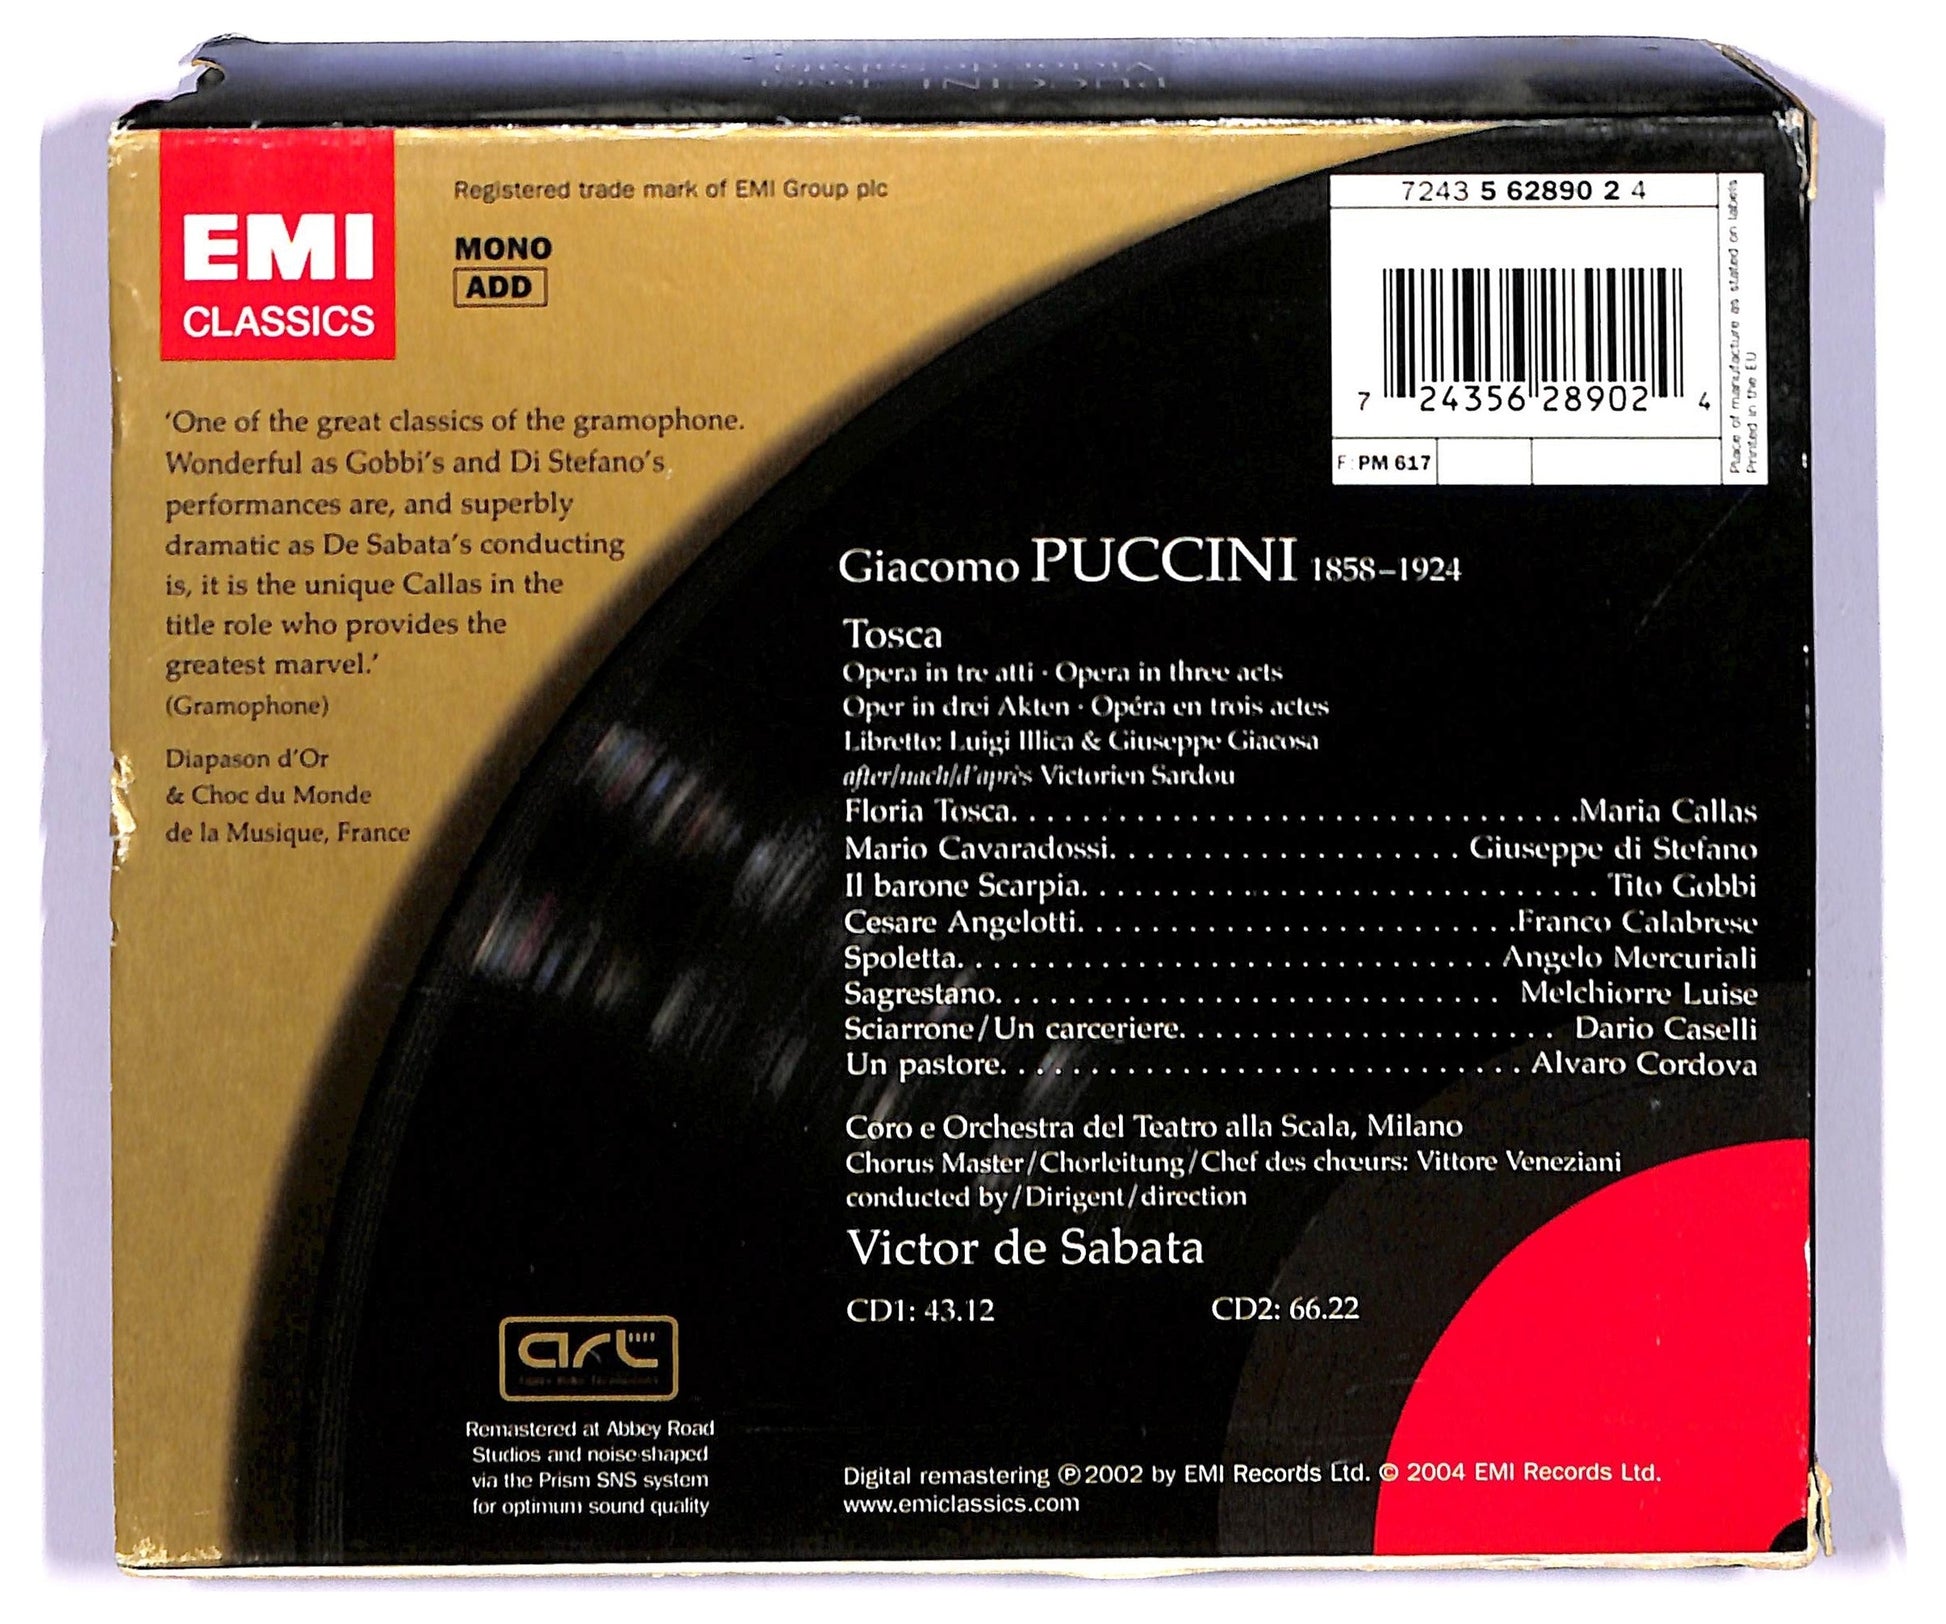 PUCCINI Tosca
EMI
CLASSICS
Registered trade mark of EMI Group plc
MONO
ADD
7243 5 62890 2 4
7 24356 28902 4
F: PM 617
Place of manufacture as stated on labels
Printed in the EU
‘One of the great classics of the gramophone.
Wonderful as Gobbi’s and Di Stefano’s
performances are, and superbly
dramatic as De Sabata’s conducting
is, it is the unique Callas in the
title role who provides the
greatest marvel.’
(Gramophone)
Diapason d’Or
& Choc du Monde
de la Musique, France
Giacomo PUCCINI 1858–1924
Tosca
Opera in tre atti · Opera in three acts
Oper in drei Akten · Opéra en trois actes
Libretto: Luigi Illica & Giuseppe Giacosa
after/nach/d’après Victorien Sardou
Floria Tosca. . . . . . . . . . . . . . . . . . . . . . . . . . . . . . .Maria Callas
Mario Cavaradossi. . . . . . . . . . . . . . . . . . . Giuseppe di Stefano
Il barone Scarpia. . . . . . . . . . . . . . . . . . . . . . . . . . . . Tito Gobbi
Cesare Angelotti. . . . . . . . . . . . . . . . . . . . . . . .Franco Calabrese
Spoletta. . . . . . . . . . . . . . . . . . . . . . . . . . . . . Angelo Mercuriali
Sagrestano. . . . . . . . . . . . . . . . . . . . . . . . . . . Melchiorre Luise
Sciarrone/Un carceriere. . . . . . . . . . . . . . . . . . . . Dario Caselli
Un pastore. . . . . . . . . . . . . . . . . . . . . . . . . . . . Alvaro Cordova
Coro e Orchestra del Teatro alla Scala, Milano
Chorus Master/Chorleitung/Chef des chœurs: Vittore Veneziani
conducted by/Dirigent/direction
Victor de Sabata
CD1: 43.12 CD2: 66.22
art
Remastered at Abbey Road
Studios and noise-shaped
via the Prism SNS system
for optimum sound quality
Digital remastering ℗ 2002 by EMI Records Ltd. © 2004 EMI Records Ltd.
www.emiclassics.com